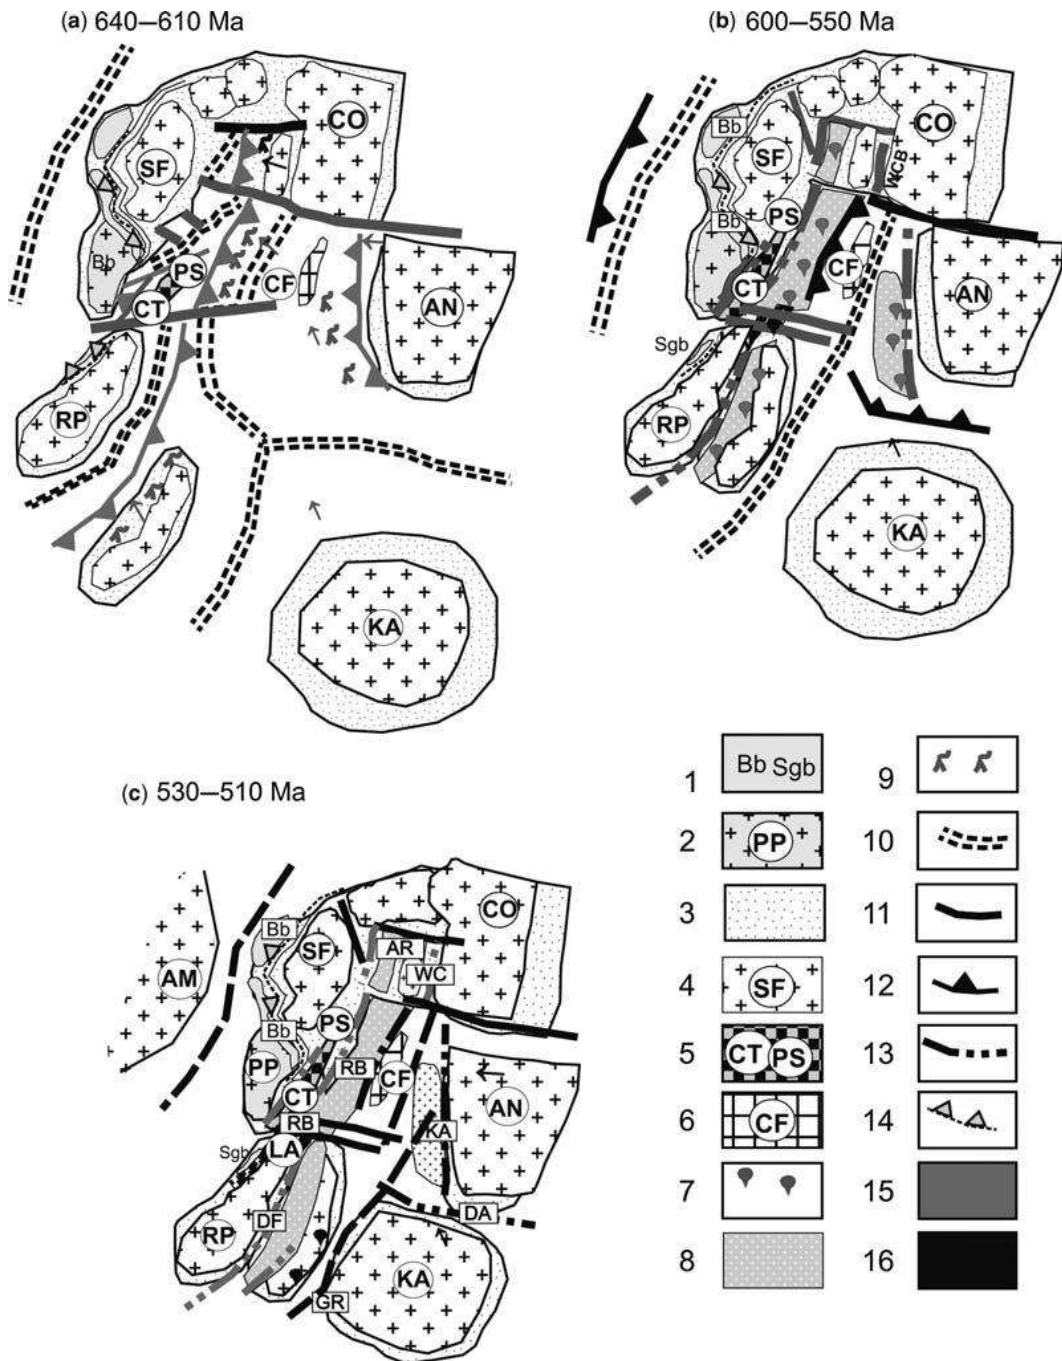 (a) 640–610 Ma
CO
SF
PS
Bb
CF
CT
AN
RP
KA
(b) 600–550 Ma
Bb
CO
SF
WCB
Bb
PS
CF
CT
AN
Sgb
RP
KA
(c) 530–510 Ma
CO
Bb
SF
AR
AM
WC
PS
Bb
PP
RB
CF
CT
AN
RB
KA
Sgb
LA
DF
DA
RP
KA
GR
1 Bb Sgb
2 PP
3
4 SF
5 CT PS
6 CF
7
8
9
10
11
12
13
14
15
16